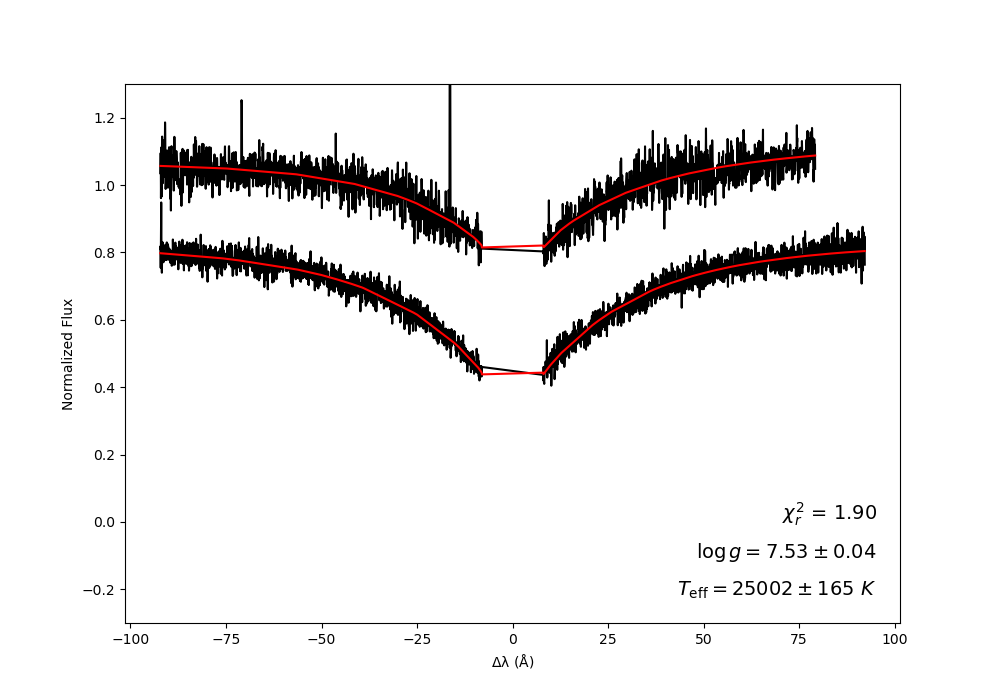 1.2
1.0
0.8
0.6
0.4
0.2
0.0
−0.2
Normalized Flux
χ²ᵣ = 1.90
log g = 7.53 ± 0.04
T_eff = 25002 ± 165 K
−100 −75 −50 −25 0 25 50 75 100
Δλ (Å)